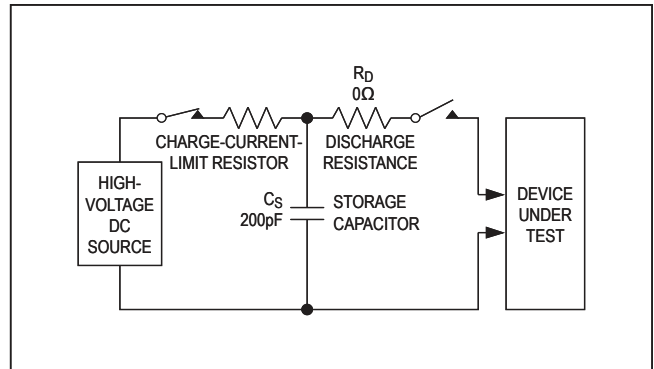 R_D
0Ω
CHARGE-CURRENT-
LIMIT RESISTOR
DISCHARGE
RESISTANCE
HIGH-
VOLTAGE
DC
SOURCE
C_S
200pF
STORAGE
CAPACITOR
DEVICE
UNDER
TEST